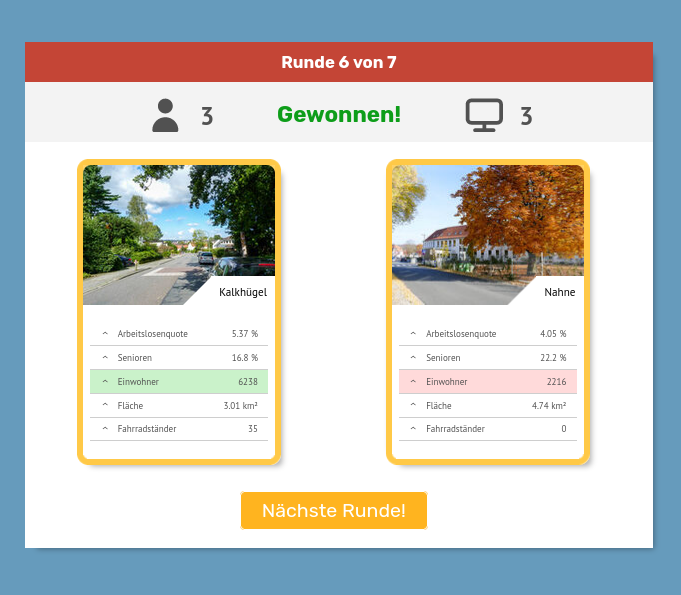 Runde 6 von 7
3 Gewonnen! 3
Kalkhügel
Arbeitslosenquote 5.37 %
Senioren 16.8 %
Einwohner 6238
Fläche 3.01 km²
Fahrradständer 35
Nahne
Arbeitslosenquote 4.05 %
Senioren 22.2 %
Einwohner 2216
Fläche 4.74 km²
Fahrradständer 0
Nächste Runde!